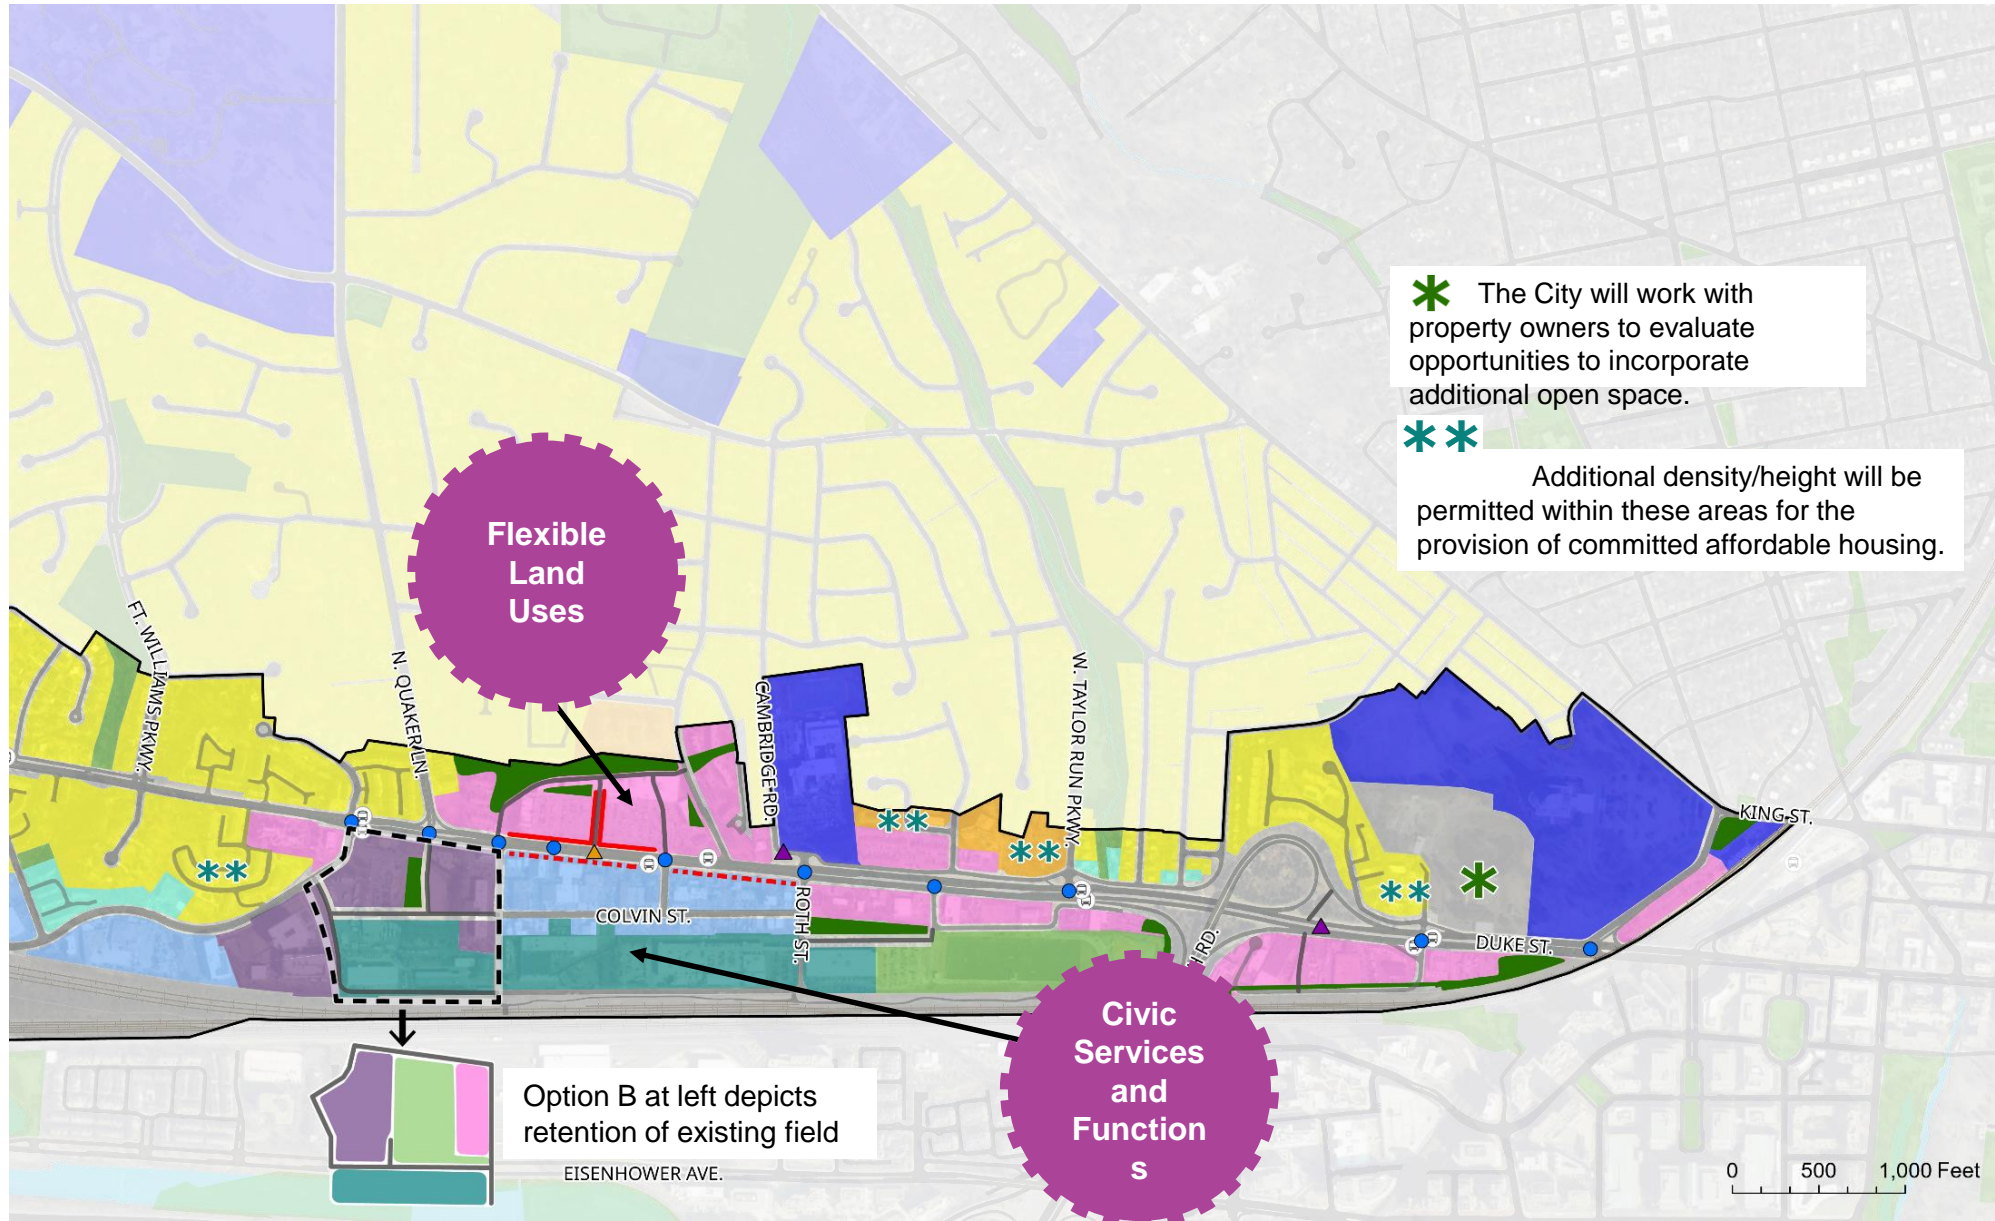 The City will work with
property owners to evaluate
opportunities to incorporate
additional open space.
Additional density/height will be
permitted within these areas for the
provision of committed affordable housing.
Flexible
Land
Uses
FT. WILLIAMS PKWY.
N. QUAKER LN.
CAMBRIDGE RD.
W. TAYLOR RUN PKWY.
KING ST.
COLVIN ST.
ROTH ST.
DUKE ST.
H RD.
Civic
Services
and
Function
s
Option B at left depicts
retention of existing field
EISENHOWER AVE.
0 500 1,000 Feet